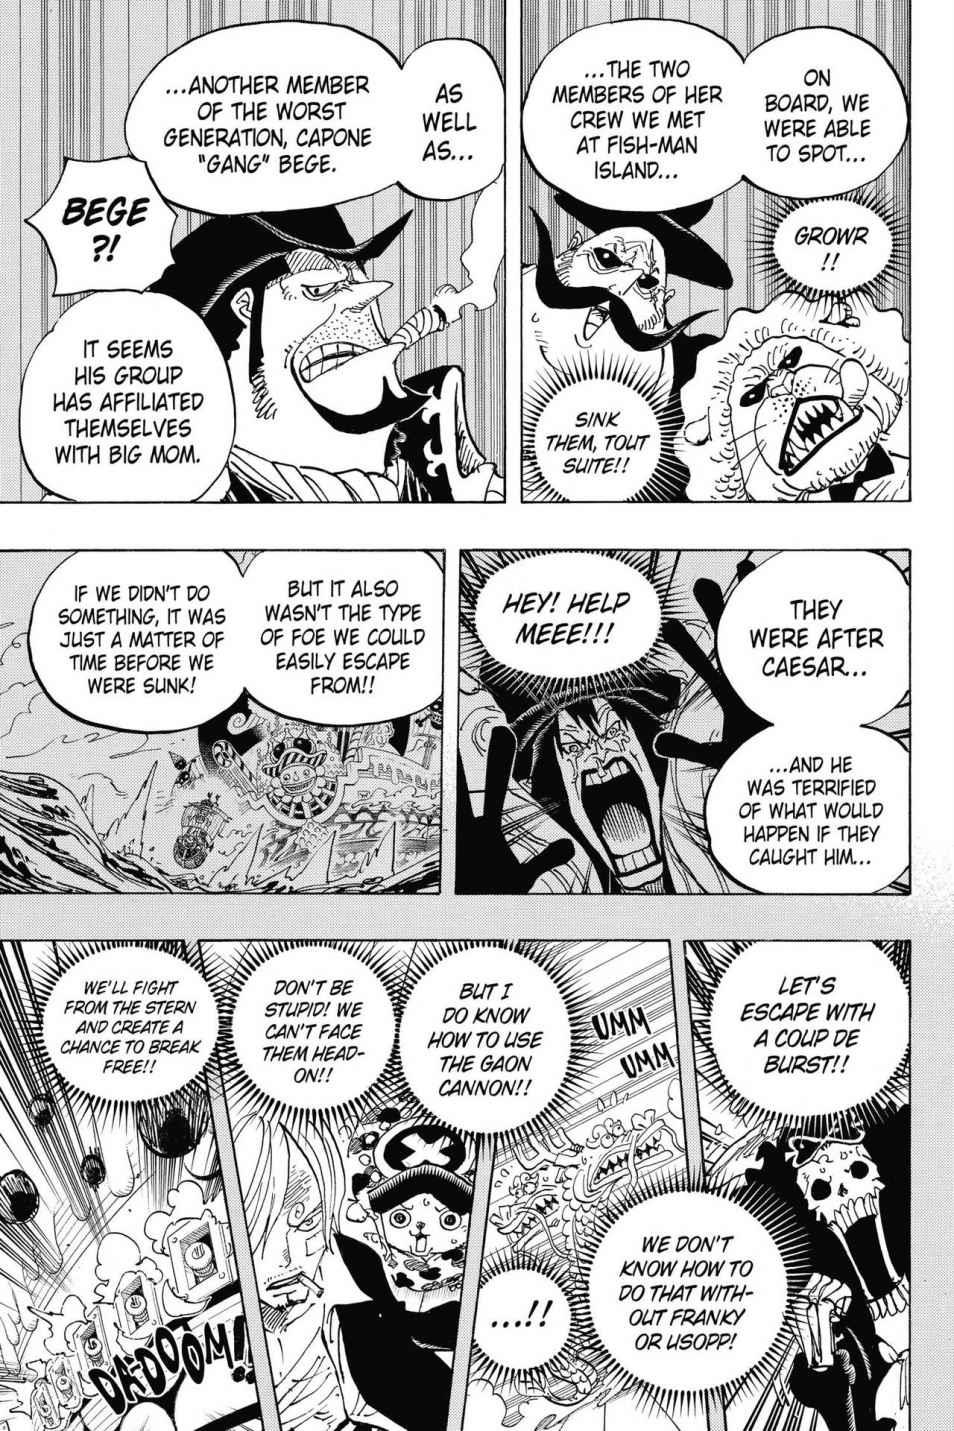 ON
BOARD, WE
WERE ABLE
TO SPOT...
...THE TWO
MEMBERS OF HER
CREW WE MET
AT FISH-MAN
ISLAND...
GROWR
!!
SINK
THEM, TOUT
SUITE!!
AS
WELL
AS...
...ANOTHER MEMBER
OF THE WORST
GENERATION, CAPONE
"GANG" BEGE.
BEGE
?!
IT SEEMS
HIS GROUP
HAS AFFILIATED
THEMSELVES
WITH BIG MOM.
THEY
WERE AFTER
CAESAR...
HEY! HELP
MEEE!!!
...AND HE
WAS TERRIFIED
OF WHAT WOULD
HAPPEN IF THEY
CAUGHT HIM...
BUT IT ALSO
WASN'T THE TYPE
OF FOE WE COULD
EASILY ESCAPE
FROM!!
IF WE DIDN'T DO
SOMETHING, IT WAS
JUST A MATTER OF
TIME BEFORE WE
WERE SUNK!
LET'S
ESCAPE WITH
A COUP DE
BURST!!
WE DON'T
KNOW HOW TO
DO THAT WITH-
OUT FRANKY
OR USOPP!
UMM
UMM
...!!
BUT I
DO KNOW
HOW TO USE
THE GAON
CANNON!!
DON'T BE
STUPID! WE
CAN'T FACE
THEM HEAD-
ON!!
WE'LL FIGHT
FROM THE STERN
AND CREATE A
CHANCE TO BREAK
FREE!!
DA-DOOM!!